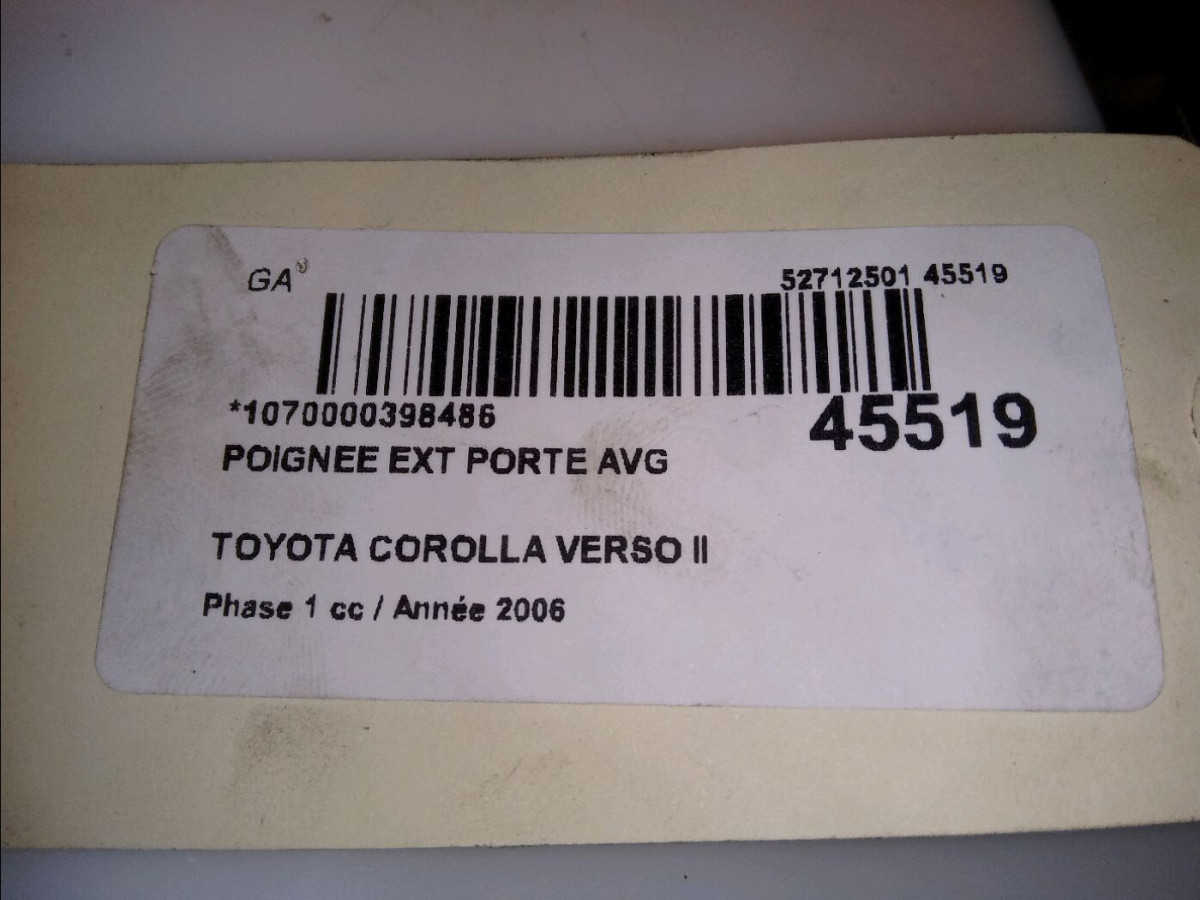 GA
52712501 45519
*1070000398486
45519
POIGNEE EXT PORTE AVG
TOYOTA COROLLA VERSO II
Phase 1 cc / Année 2006